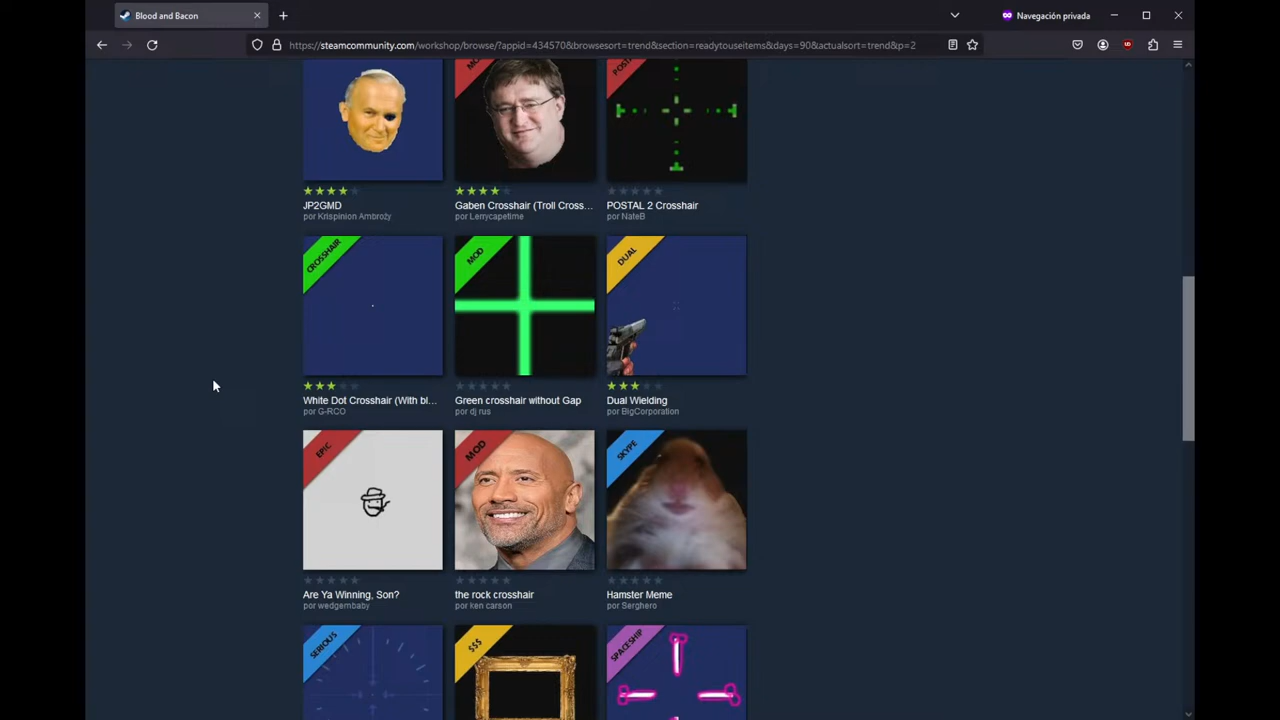 Blood and Bacon
Navegación privada
https://steamcommunity.com/workshop/browse/?appid=434570&browsesort=trend&section=readytouseitems&days=90&actualsort=trend&p=2
JP2GMD
por Krispinion Ambroży
Gaben Crosshair (Troll Cross...
por Lerrycapetime
POSTAL 2 Crosshair
por NateB
CROSSHAIR
MOD
DUAL
White Dot Crosshair (With bl...
por G-RCO
Green crosshair without Gap
por dj rus
Dual Wielding
por BigCorporation
EPIC
MOD
SKYPE
Are Ya Winning, Son?
por wedgembaby
the rock crosshair
por ken carson
Hamster Meme
por Serghero
SERIOUS
$$$
SPACESHIP